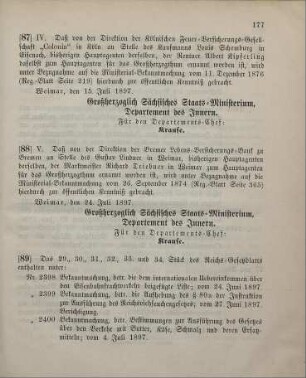 177
[87] IV. Daß von der Direktion der Kölnischen Feuer-Versicherungs-Gesell-
schaft „Colonia“ in Köln an Stelle des Kaufmanns Louis Schenburg in
Eisenach, bisherigen Hauptagenten derselben, der Rentner Albert Kipferling
daselbst zum Hauptagenten für das Großherzogthum ernannt worden ist, wird
unter Bezugnahme auf die Ministerial-Bekanntmachung vom 11. Dezember 1876
(Reg.-Blatt Seite 219) hierdurch zur öffentlichen Kenntniß gebracht.
Weimar, den 15. Juli 1897.
Großherzoglich Sächsisches Staats-Ministerium,
Departement des Innern.
Für den Departements-Chef:
Krause.
[88] V. Daß von der Direktion der Bremer Lebens-Versicherungs-Bank zu
Bremen an Stelle des Gustav Lindner in Weimar, bisherigen Hauptagenten
derselben, der Markthelfer Richard Driebner in Weimar zum Hauptagenten
für das Großherzogthum ernannt worden ist, wird unter Bezugnahme auf die
Ministerial-Bekanntmachung vom 26. September 1874 (Reg.-Blatt Seite 365)
hierdurch zur öffentlichen Kenntniß gebracht.
Weimar, den 24. Juli 1897.
Großherzoglich Sächsisches Staats-Ministerium,
Departement des Innern.
Für den Departements-Chef:
Krause.
[89] Das 29., 30., 31., 32., 33. und 34. Stück des Reichs-Gesetzblatts
enthalten unter:
Nr. 2398 Bekanntmachung, betr. die dem internationalen Uebereinkommen über
den Eisenbahnfrachtverkehr beigefügte Liste; vom 24. Juni 1897.
„ 2399 Bekanntmachung, betr. die Aufhebung des § 80a der Instruktion
zur Ausführung des Reichsviehseuchengesetzes; vom 27. Juni 1897.
Berichtigung.
„ 2400 Bekanntmachung, betr. Bestimmungen zur Ausführung des Gesetzes
über den Verkehr mit Butter, Käse, Schmalz und deren Ersatz-
mitteln; vom 4. Juli 1897.